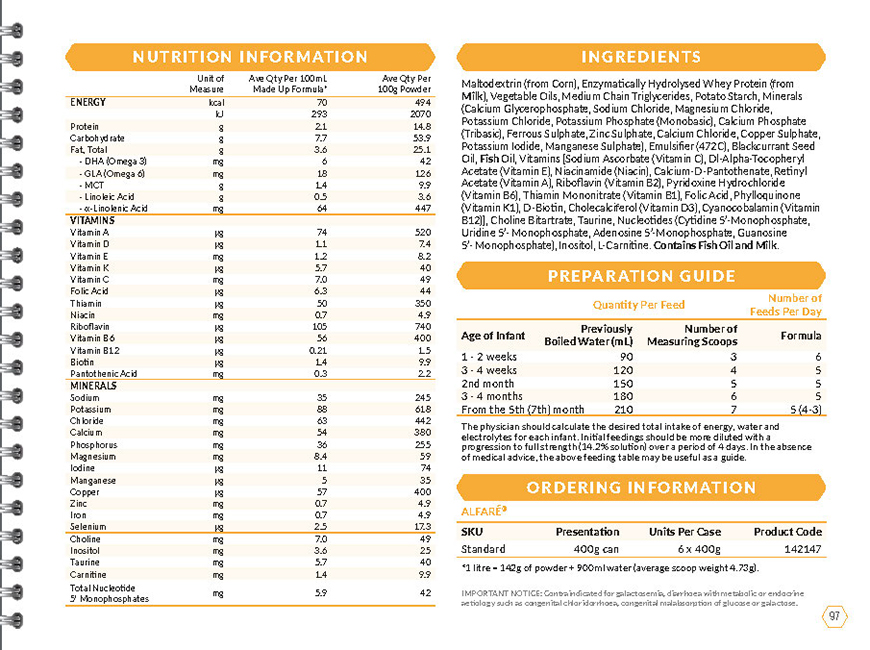 NUTRITION INFORMATION
Unit of Measure Ave Qty Per 100mL Made Up Formula* Ave Qty Per 100g Powder
ENERGY kcal 70 494
kJ 293 2070
Protein g 2.1 14.8
Carbohydrate g 7.7 53.9
Fat, Total g 3.6 25.1
- DHA (Omega 3) mg 6 42
- GLA (Omega 6) mg 18 126
- MCT g 1.4 9.9
- Linoleic Acid g 0.5 3.6
- α-Linolenic Acid mg 64 447
VITAMINS
Vitamin A µg 74 520
Vitamin D µg 1.1 7.4
Vitamin E mg 1.2 8.2
Vitamin K µg 5.7 40
Vitamin C mg 7.0 49
Folic Acid µg 6.3 44
Thiamin µg 50 350
Niacin mg 0.7 4.9
Riboflavin µg 105 740
Vitamin B6 µg 56 400
Vitamin B12 µg 0.21 1.5
Biotin µg 1.4 9.9
Pantothenic Acid mg 0.3 2.2
MINERALS
Sodium mg 35 245
Potassium mg 88 618
Chloride mg 63 442
Calcium mg 54 380
Phosphorus mg 36 255
Magnesium mg 8.4 59
Iodine µg 11 74
Manganese µg 5 35
Copper µg 57 400
Zinc mg 0.7 4.9
Iron mg 0.7 4.9
Selenium µg 2.5 17.3
Choline mg 7.0 49
Inositol mg 3.6 25
Taurine mg 5.7 40
Carnitine mg 1.4 9.9
Total Nucleotide
5' Monophosphates mg 5.9 42
INGREDIENTS
Maltodextrin (from Corn), Enzymatically Hydrolysed Whey Protein (from
Milk), Vegetable Oils, Medium Chain Triglycerides, Potato Starch, Minerals
(Calcium Glycerophosphate, Sodium Chloride, Magnesium Chloride,
Potassium Chloride, Potassium Phosphate (Monobasic), Calcium Phosphate
(Tribasic), Ferrous Sulphate, Zinc Sulphate, Calcium Chloride, Copper Sulphate,
Potassium Iodide, Manganese Sulphate), Emulsifier (472C), Blackcurrant Seed
Oil, Fish Oil, Vitamins [Sodium Ascorbate (Vitamin C), Dl-Alpha-Tocopheryl
Acetate (Vitamin E), Niacinamide (Niacin), Calcium-D-Pantothenate, Retinyl
Acetate (Vitamin A), Riboflavin (Vitamin B2), Pyridoxine Hydrochloride
(Vitamin B6), Thiamin Mononitrate (Vitamin B1), Folic Acid, Phylloquinone
(Vitamin K1), D-Biotin, Cholecalciferol (Vitamin D3), Cyanocobalamin (Vitamin
B12)], Choline Bitartrate, Taurine, Nucleotides (Cytidine 5'-Monophosphate,
Uridine 5'- Monophosphate, Adenosine 5'-Monophosphate, Guanosine
5'- Monophosphate), Inositol, L-Carnitine. Contains Fish Oil and Milk.
PREPARATION GUIDE
Quantity Per Feed Number of Feeds Per Day
Age of Infant Previously Boiled Water (mL) Number of Measuring Scoops Formula
1 - 2 weeks 90 3 6
3 - 4 weeks 120 4 5
2nd month 150 5 5
3 - 4 months 180 6 5
From the 5th (7th) month 210 7 5 (4-3)
The physician should calculate the desired total intake of energy, water and
electrolytes for each infant. Initial feedings should be more diluted with a
progression to full strength (14.2% solution) over a period of 4 days. In the absence
of medical advice, the above feeding table may be useful as a guide.
ORDERING INFORMATION
ALFARÉ®
SKU Presentation Units Per Case Product Code
Standard 400g can 6 x 400g 142147
*1 litre = 142g of powder + 900ml water (average scoop weight 4.73g).
IMPORTANT NOTICE: Contraindicated for galactosemia, diarrhoea with metabolic or endocrine
aetiology such as congenital chloridorrhoea, congenital malabsorption of glucose or galactose.
97